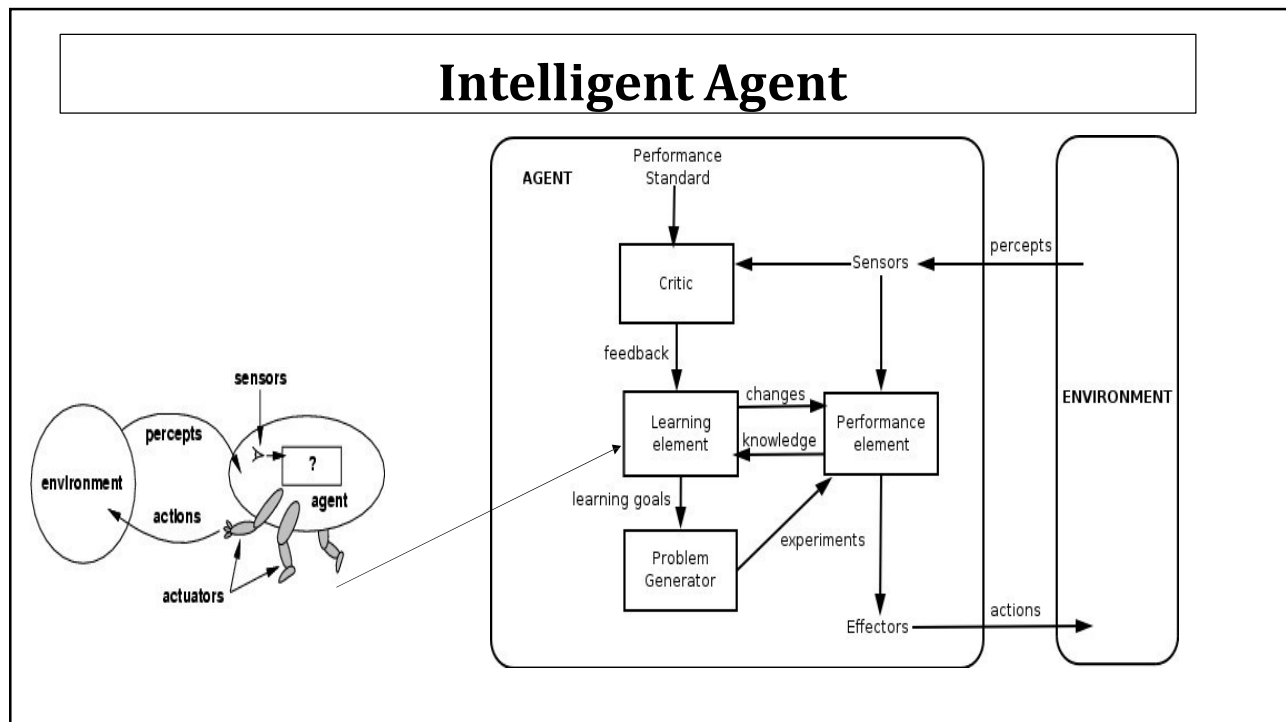 Intelligent Agent
sensors
percepts
environment
?
agent
actions
actuators
AGENT
Performance
Standard
Critic
Sensors
percepts
feedback
changes
Learning
element
knowledge
Performance
element
ENVIRONMENT
learning goals
experiments
Problem
Generator
Effectors
actions